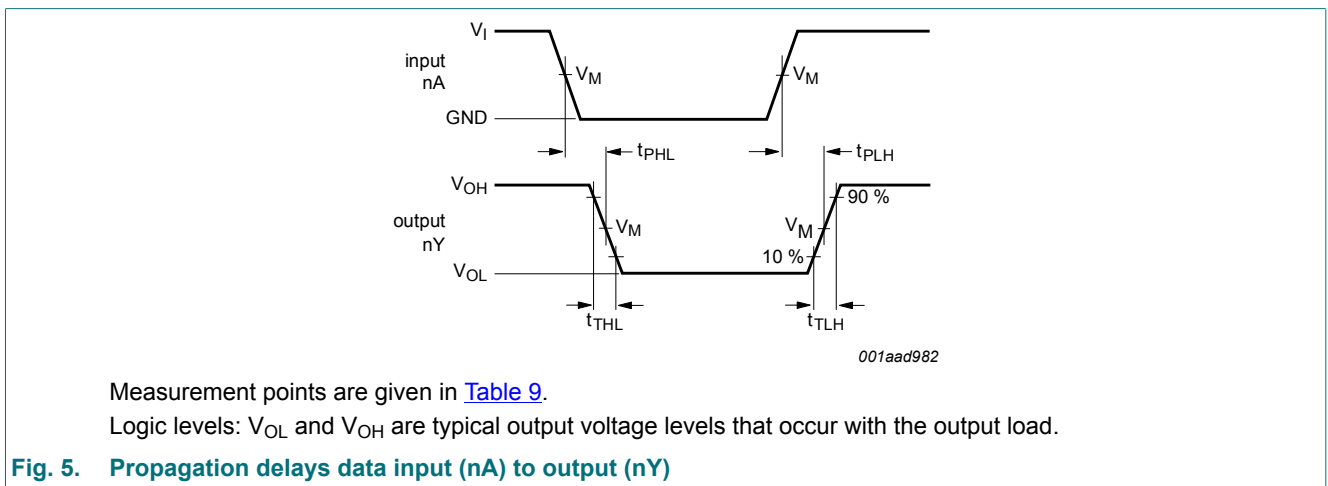 V_I
input
nA
V_M
V_M
GND
t_PHL
t_PLH
V_OH
90 %
output
nY
V_M
V_M
10 %
V_OL
t_THL
t_TLH
001aad982
Measurement points are given in Table 9.
Logic levels: V_OL and V_OH are typical output voltage levels that occur with the output load.
Fig. 5. Propagation delays data input (nA) to output (nY)